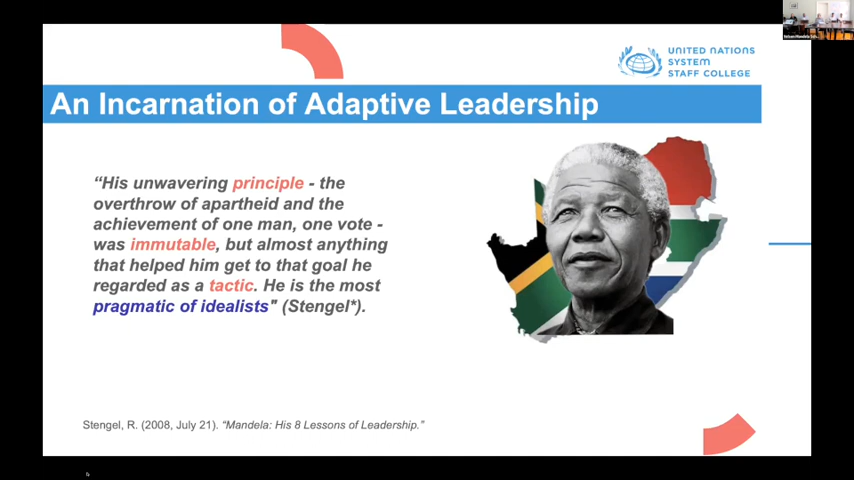 UNITED NATIONS
SYSTEM
STAFF COLLEGE
An Incarnation of Adaptive Leadership
“His unwavering principle - the
overthrow of apartheid and the
achievement of one man, one vote -
was immutable, but almost anything
that helped him get to that goal he
regarded as a tactic. He is the most
pragmatic of idealists" (Stengel*).
Stengel, R. (2008, July 21). “Mandela: His 8 Lessons of Leadership.”